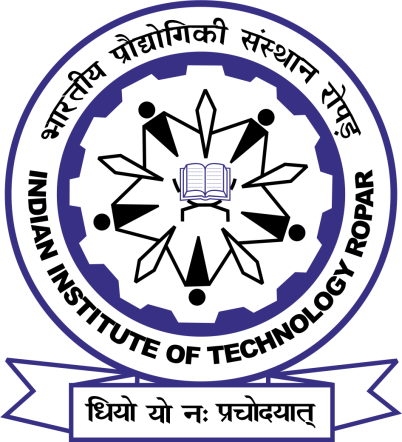 भारतीय प्रौद्योगिकी संस्थान रोपड़
INDIAN INSTITUTE OF TECHNOLOGY ROPAR
धियो यो नः प्रचोदयात्